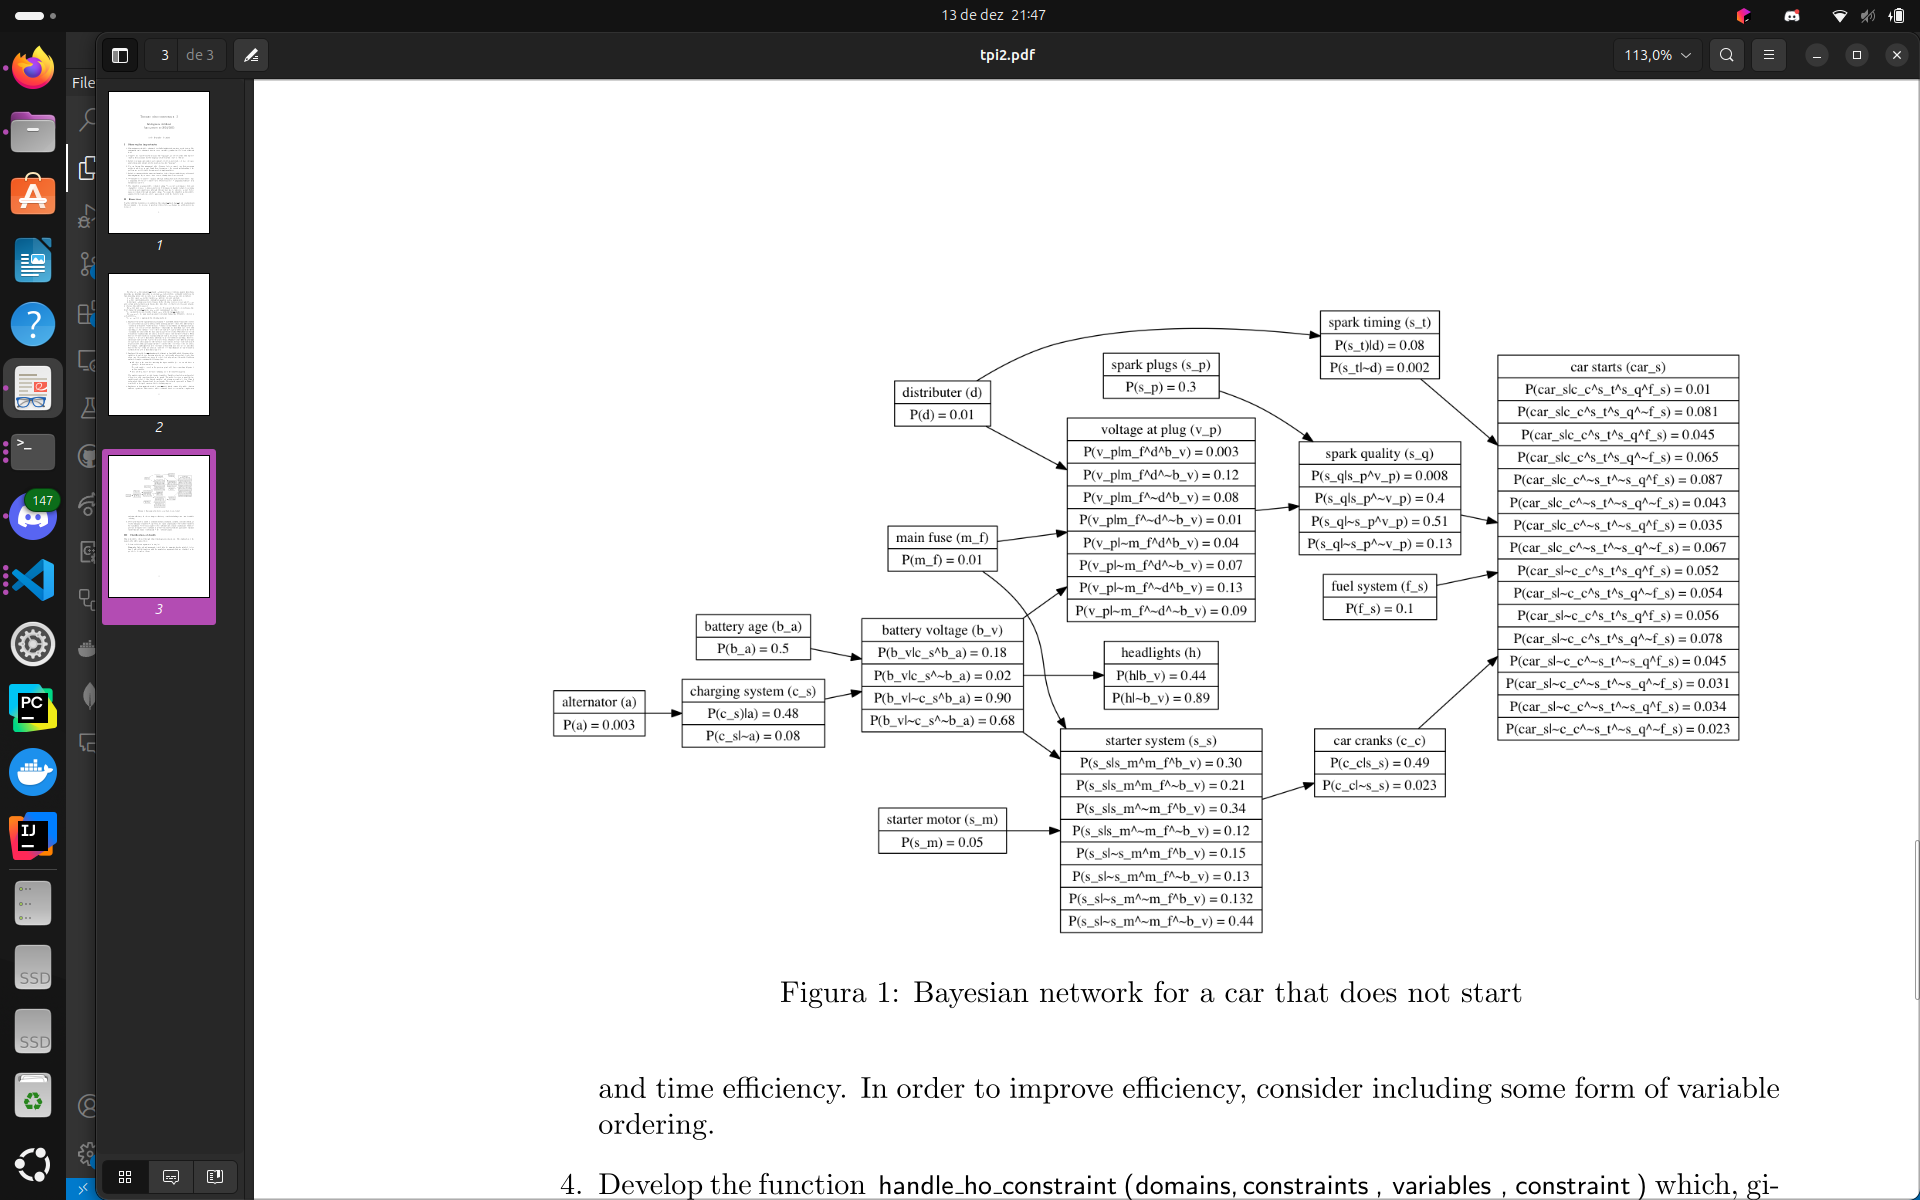 13 de dez 21:47
3 de 3
tpi2.pdf
113,0%
File
1
2
3
147
SSD
SSD
spark timing (s_t)
P(s_t)|d) = 0.08
P(s_t|~d) = 0.002
spark plugs (s_p)
P(s_p) = 0.3
distributer (d)
P(d) = 0.01
voltage at plug (v_p)
P(v_p|m_f^d^b_v) = 0.003
P(v_p|m_f^d^~b_v) = 0.12
P(v_p|m_f^~d^b_v) = 0.08
P(v_p|m_f^~d^~b_v) = 0.01
P(v_p|~m_f^d^b_v) = 0.04
P(v_p|~m_f^d^~b_v) = 0.07
P(v_p|~m_f^~d^b_v) = 0.13
P(v_p|~m_f^~d^~b_v) = 0.09
spark quality (s_q)
P(s_q|s_p^v_p) = 0.008
P(s_q|s_p^~v_p) = 0.4
P(s_q|~s_p^v_p) = 0.51
P(s_q|~s_p^~v_p) = 0.13
car starts (car_s)
P(car_s|c_c^s_t^s_q^f_s) = 0.01
P(car_s|c_c^s_t^s_q^~f_s) = 0.081
P(car_s|c_c^s_t^~s_q^f_s) = 0.045
P(car_s|c_c^s_t^~s_q^~f_s) = 0.065
P(car_s|c_c^~s_t^~s_q^f_s) = 0.087
P(car_s|c_c^~s_t^~s_q^~f_s) = 0.043
P(car_s|c_c^~s_t^s_q^f_s) = 0.035
P(car_s|c_c^~s_t^s_q^~f_s) = 0.067
P(car_s|~c_c^s_t^s_q^f_s) = 0.052
P(car_s|~c_c^s_t^s_q^~f_s) = 0.054
P(car_s|~c_c^s_t^~s_q^f_s) = 0.056
P(car_s|~c_c^s_t^~s_q^~f_s) = 0.078
P(car_s|~c_c^~s_t^~s_q^f_s) = 0.045
P(car_s|~c_c^~s_t^~s_q^~f_s) = 0.031
P(car_s|~c_c^~s_t^s_q^f_s) = 0.034
P(car_s|~c_c^~s_t^s_q^~f_s) = 0.023
main fuse (m_f)
P(m_f) = 0.01
fuel system (f_s)
P(f_s) = 0.1
battery age (b_a)
P(b_a) = 0.5
battery voltage (b_v)
P(b_v|c_s^b_a) = 0.18
P(b_v|c_s^~b_a) = 0.02
P(b_v|~c_s^b_a) = 0.90
P(b_v|~c_s^~b_a) = 0.68
headlights (h)
P(h|b_v) = 0.44
P(h|~b_v) = 0.89
alternator (a)
P(a) = 0.003
charging system (c_s)
P(c_s)|a) = 0.48
P(c_s|~a) = 0.08
starter system (s_s)
P(s_s|s_m^m_f^b_v) = 0.30
P(s_s|s_m^m_f^~b_v) = 0.21
P(s_s|s_m^~m_f^b_v) = 0.34
P(s_s|s_m^~m_f^~b_v) = 0.12
P(s_s|~s_m^m_f^b_v) = 0.15
P(s_s|~s_m^m_f^~b_v) = 0.13
P(s_s|~s_m^~m_f^b_v) = 0.132
P(s_s|~s_m^~m_f^~b_v) = 0.44
car cranks (c_c)
P(c_c|s_s) = 0.49
P(c_c|~s_s) = 0.023
starter motor (s_m)
P(s_m) = 0.05
Figura 1: Bayesian network for a car that does not start
and time efficiency. In order to improve efficiency, consider including some form of variable
ordering.
4. Develop the function handle_ho_constraint (domains, constraints , variables , constraint ) which, gi-